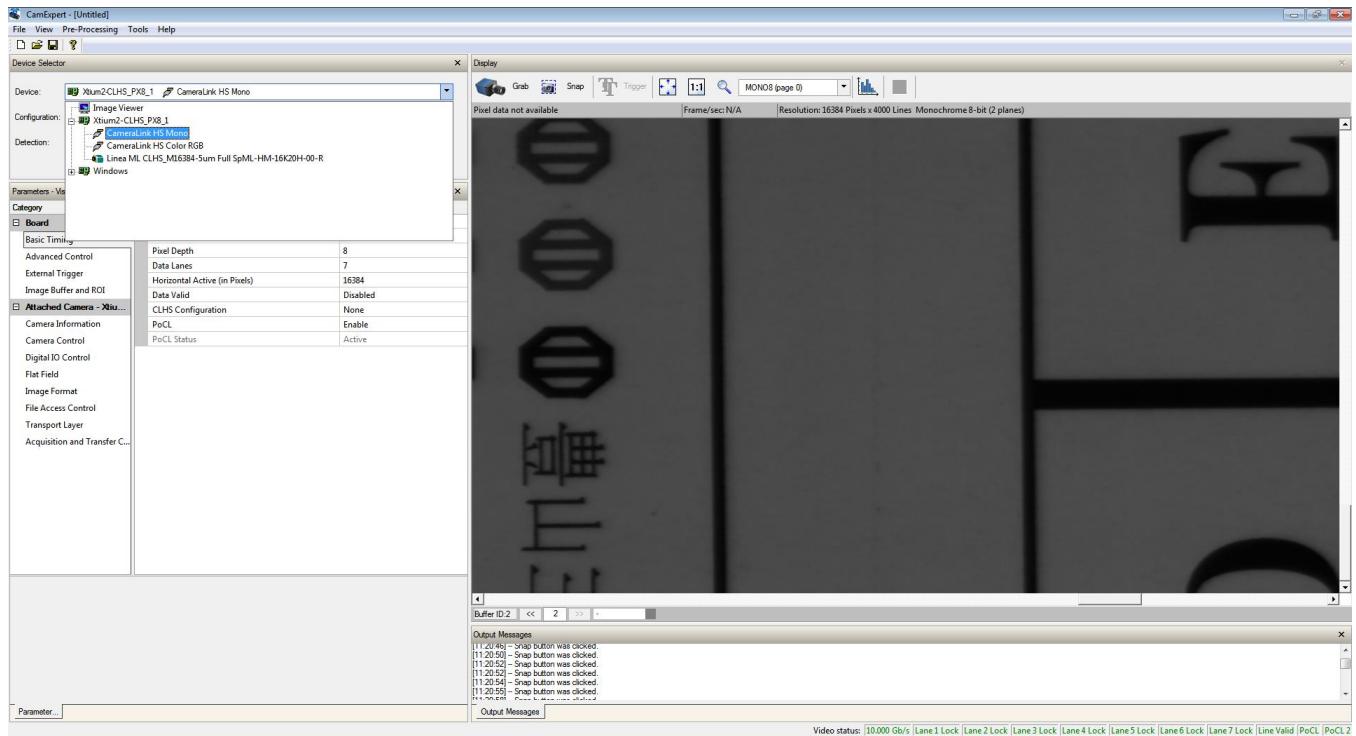 CamExpert - [Untitled]
File View Pre-Processing Tools Help
Device Selector
Device: Xtium2-CLHS_PX8_1 CameraLink HS Mono
Image Viewer
Configuration:
Xtium2-CLHS_PX8_1
CameraLink HS Mono
Detection:
CameraLink HS Color RGB
Linea ML CLHS_M16384-5um Full SpML-HM-16K20H-00-R
Windows
Parameters - Vis
Category
Board
Basic Timing
Advanced Control
External Trigger
Image Buffer and ROI
Attached Camera - Xtiu...
Camera Information
Camera Control
Digital IO Control
Flat Field
Image Format
File Access Control
Transport Layer
Acquisition and Transfer C...
Pixel Depth 8
Data Lanes 7
Horizontal Active (in Pixels) 16384
Data Valid Disabled
CLHS Configuration None
PoCL Enable
PoCL Status Active
Parameter...
Display
Grab Snap Trigger 1:1 MONO8 (page 0)
Pixel data not available Frame/sec: N/A Resolution: 16384 Pixels x 4000 Lines Monochrome 8-bit (2 planes)
E
Buffer ID:2 << 2 >> -
Output Messages
[11:20:46] -- Snap button was clicked.
[11:20:50] -- Snap button was clicked.
[11:20:52] -- Snap button was clicked.
[11:20:52] -- Snap button was clicked.
[11:20:54] -- Snap button was clicked.
[11:20:55] -- Snap button was clicked.
Output Messages
Video status: 10.000 Gb/s Lane 1 Lock Lane 2 Lock Lane 3 Lock Lane 4 Lock Lane 5 Lock Lane 6 Lock Lane 7 Lock Line Valid PoCL PoCL 2